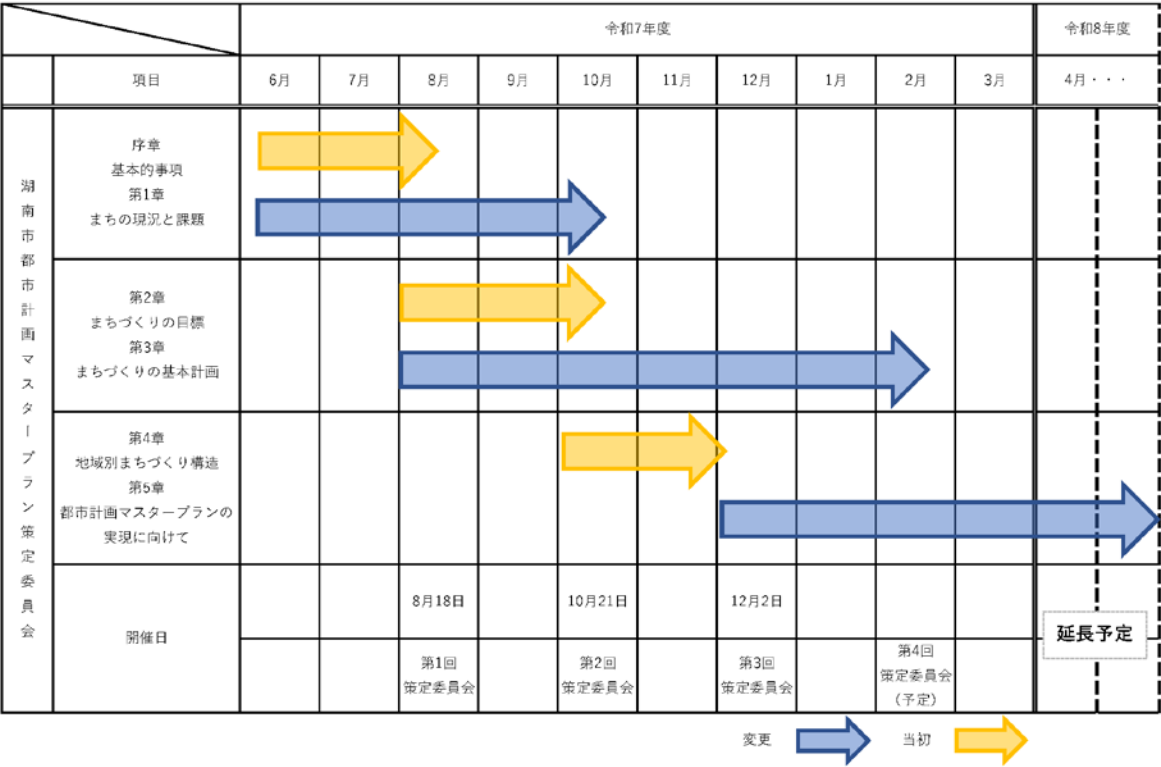 令和7年度
令和8年度
項目
6月
7月
8月
9月
10月
11月
12月
1月
2月
3月
4月・・・
湖南市都市計画マスタープラン策定委員会
序章
基本的事項
第1章
まちの現況と課題
第2章
まちづくりの目標
第3章
まちづくりの基本計画
第4章
地域別まちづくり構造
第5章
都市計画マスタープランの
実現に向けて
開催日
8月18日
10月21日
12月2日
延長予定
第1回
策定委員会
第2回
策定委員会
第3回
策定委員会
第4回
策定委員会
（予定）
変更
当初